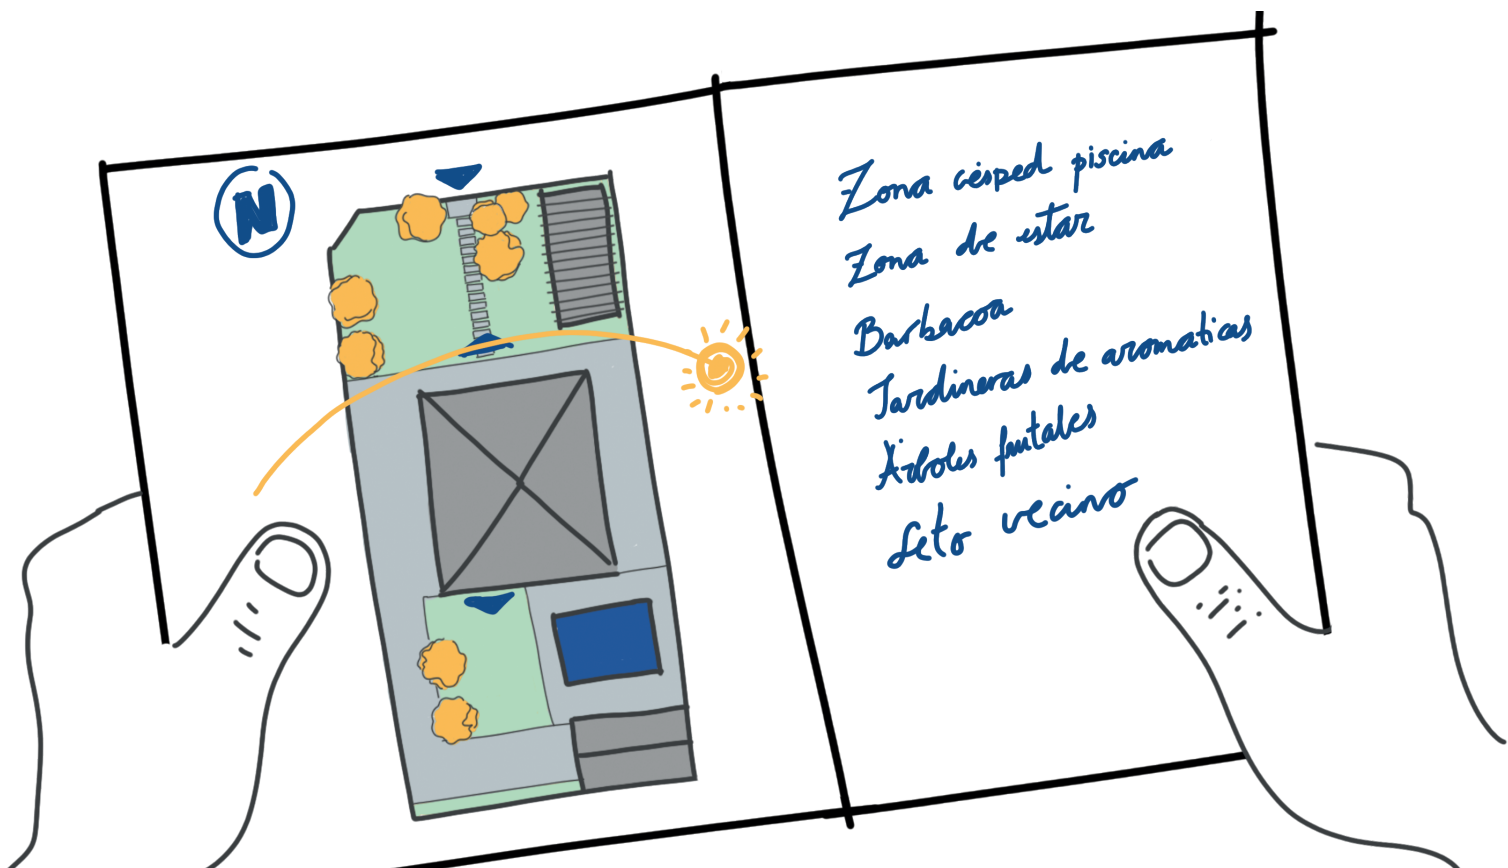 N
Zona césped piscina
Zona de estar
Barbacoa
Jardineras de aromaticas
Árboles frutales
Seto vecino